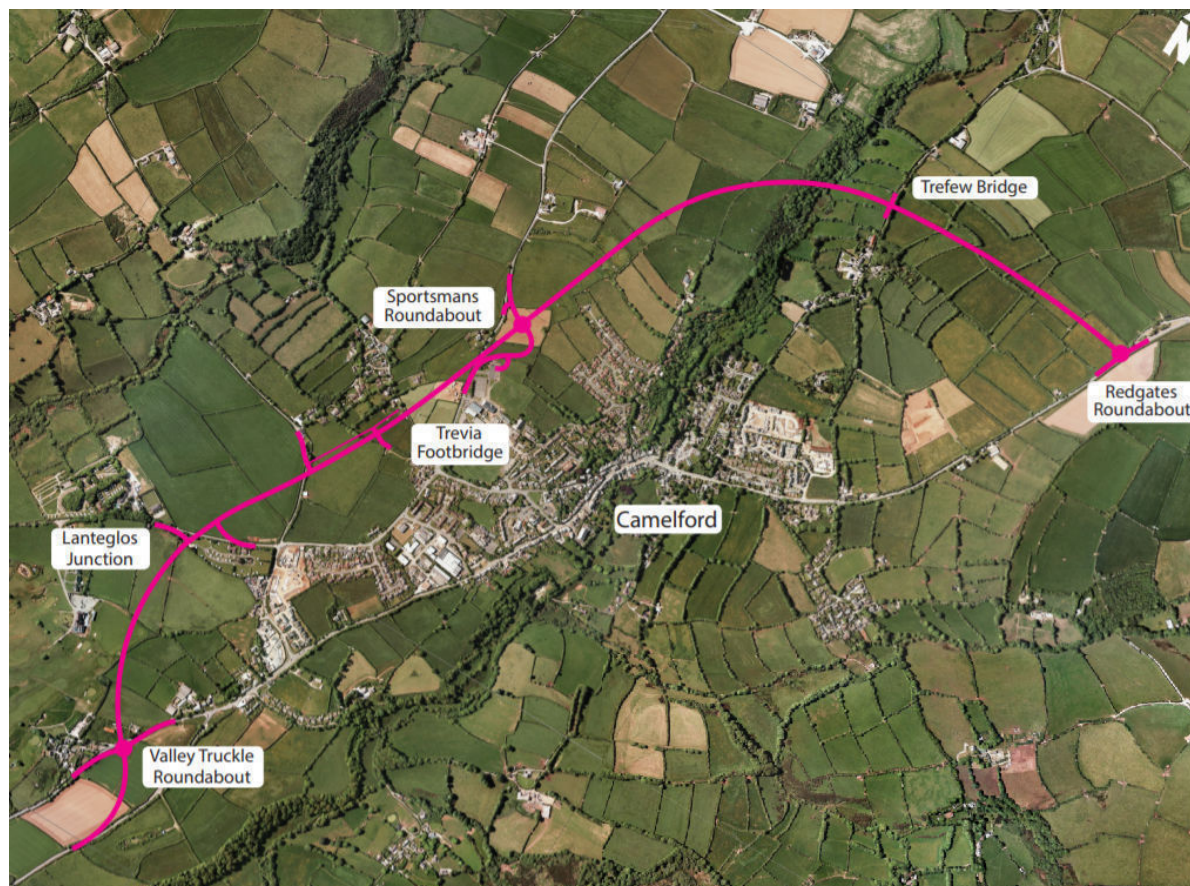 N
Trefew Bridge
Sportsmans
Roundabout
Redgates
Roundabout
Trevia
Footbridge
Camelford
Lanteglos
Junction
Valley Truckle
Roundabout